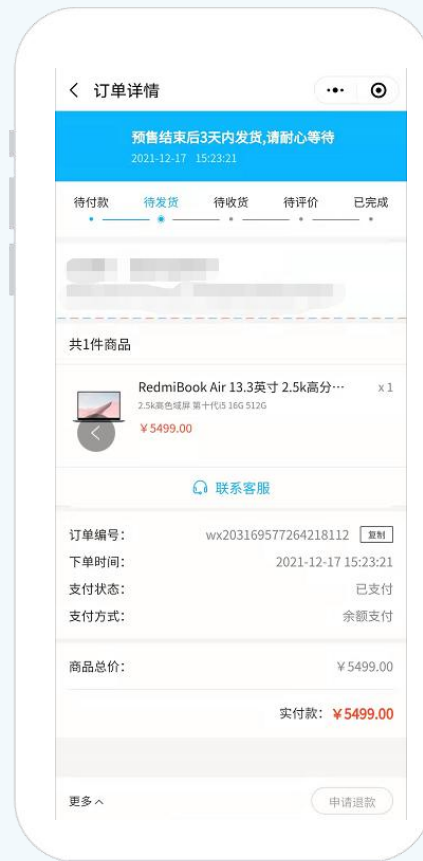 订单详情
预售结束后3天内发货,请耐心等待
2021-12-17 15:23:21
待付款 待发货 待收货 待评价 已完成
共1件商品
RedmiBook Air 13.3英寸 2.5k高分… x 1
2.5k高色域屏 第十代i5 16G 512G
¥5499.00
联系客服
订单编号： wx203169577264218112 复制
下单时间： 2021-12-17 15:23:21
支付状态： 已支付
支付方式： 余额支付
商品总价： ¥5499.00
实付款：¥5499.00
更多 申请退款